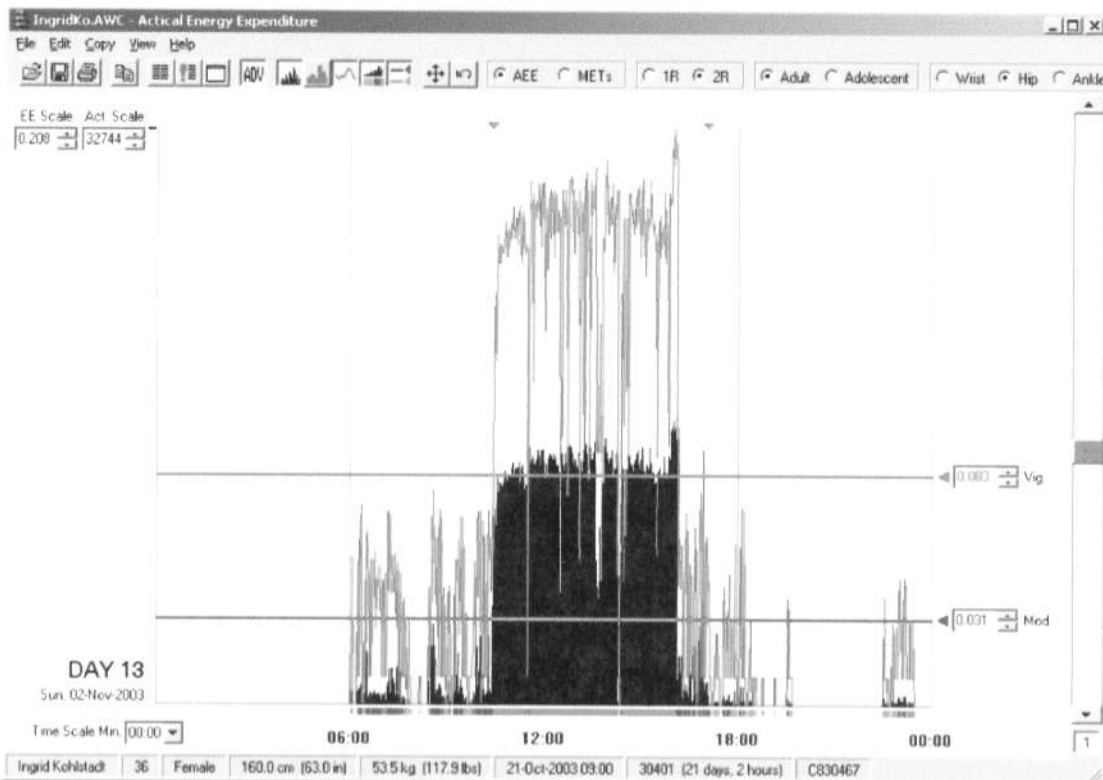 IngridKo.AWC - Actical Energy Expenditure
File Edit Copy View Help
ADV AEE METs 1R 2R Adult Adolescent Wrist Hip Ankle
EE Scale Act Scale
0.208 32744
0.083 Vig
0.031 Mod
DAY 13
Sun. 02-Nov-2003
Time Scale Min. 00:00
06:00 12:00 18:00 00:00
1
Ingrid Kohlstadt 36 Female 160.0 cm (63.0 in) 53.5 kg (117.9 lbs) 21-Oct-2003 09:00 30401 (21 days, 2 hours) C830467